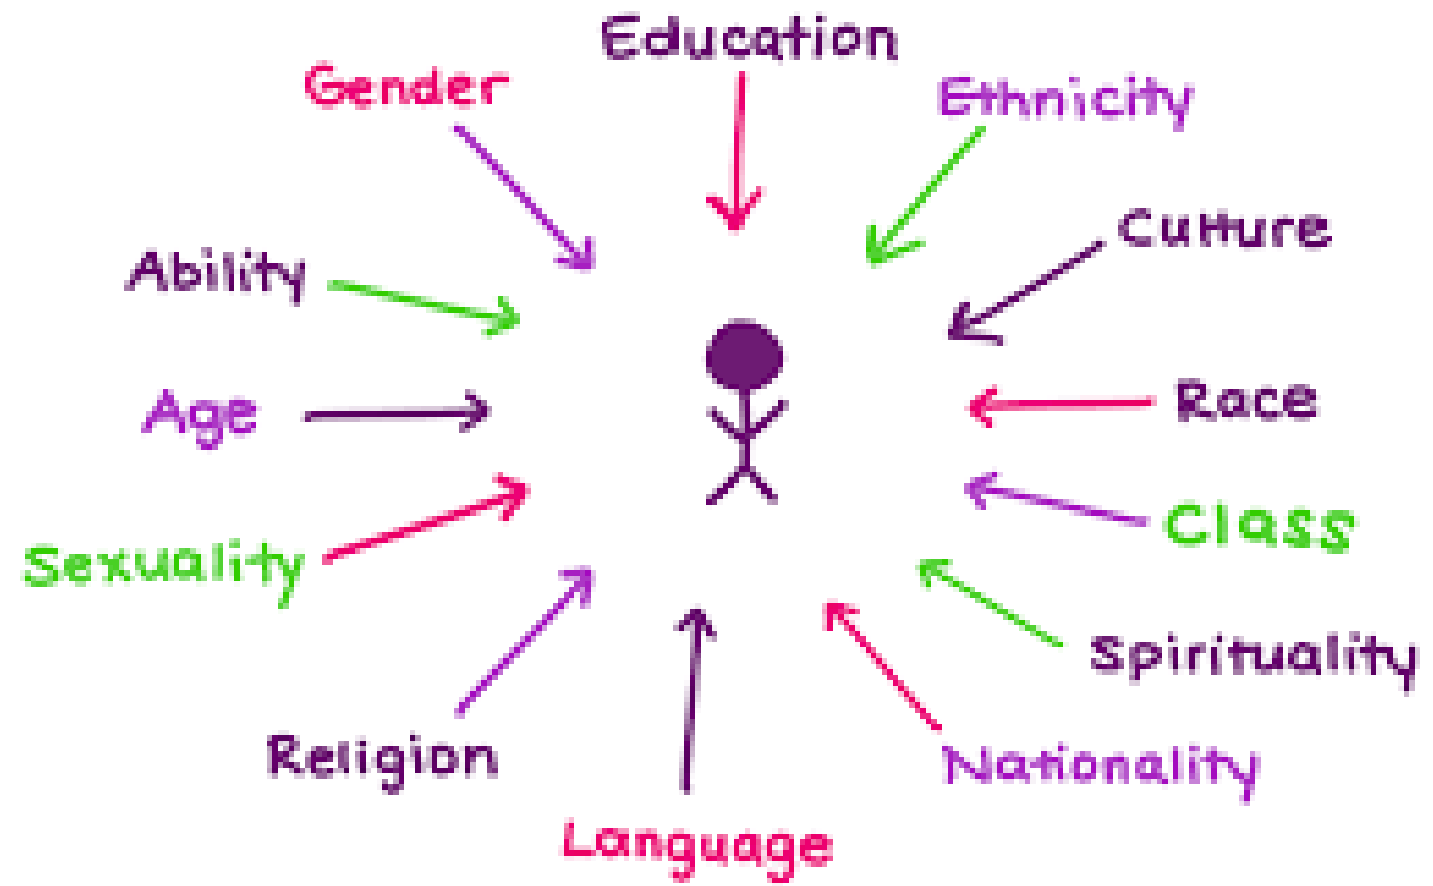 Education
Gender
Ethnicity
Culture
Ability
Race
Age
Class
Sexuality
Spirituality
Religion
Nationality
Language